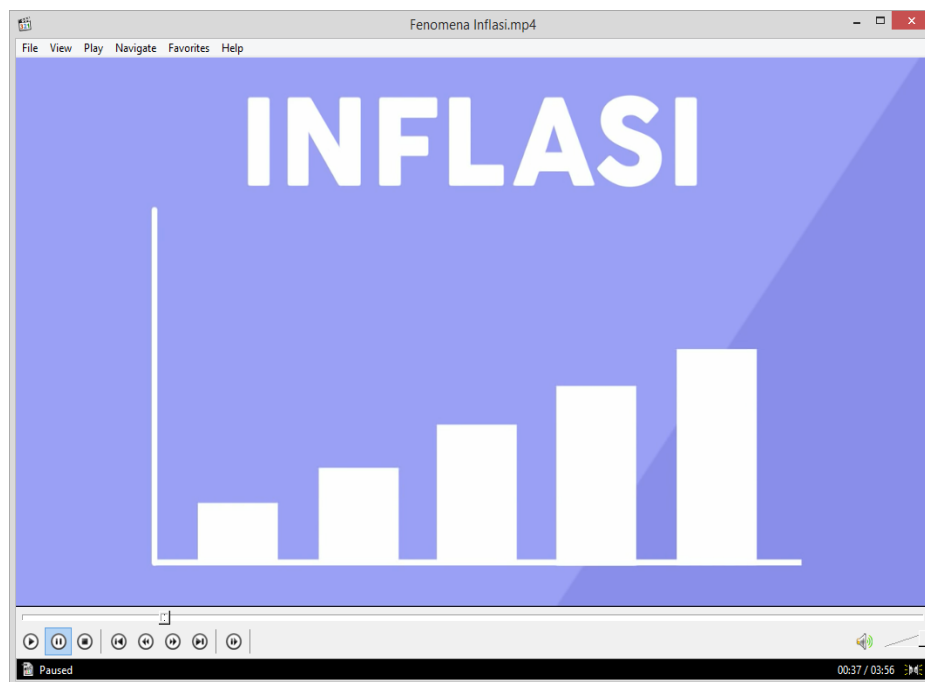 Fenomena Inflasi.mp4
File View Play Navigate Favorites Help
INFLASI
Paused
00:37 / 03:56